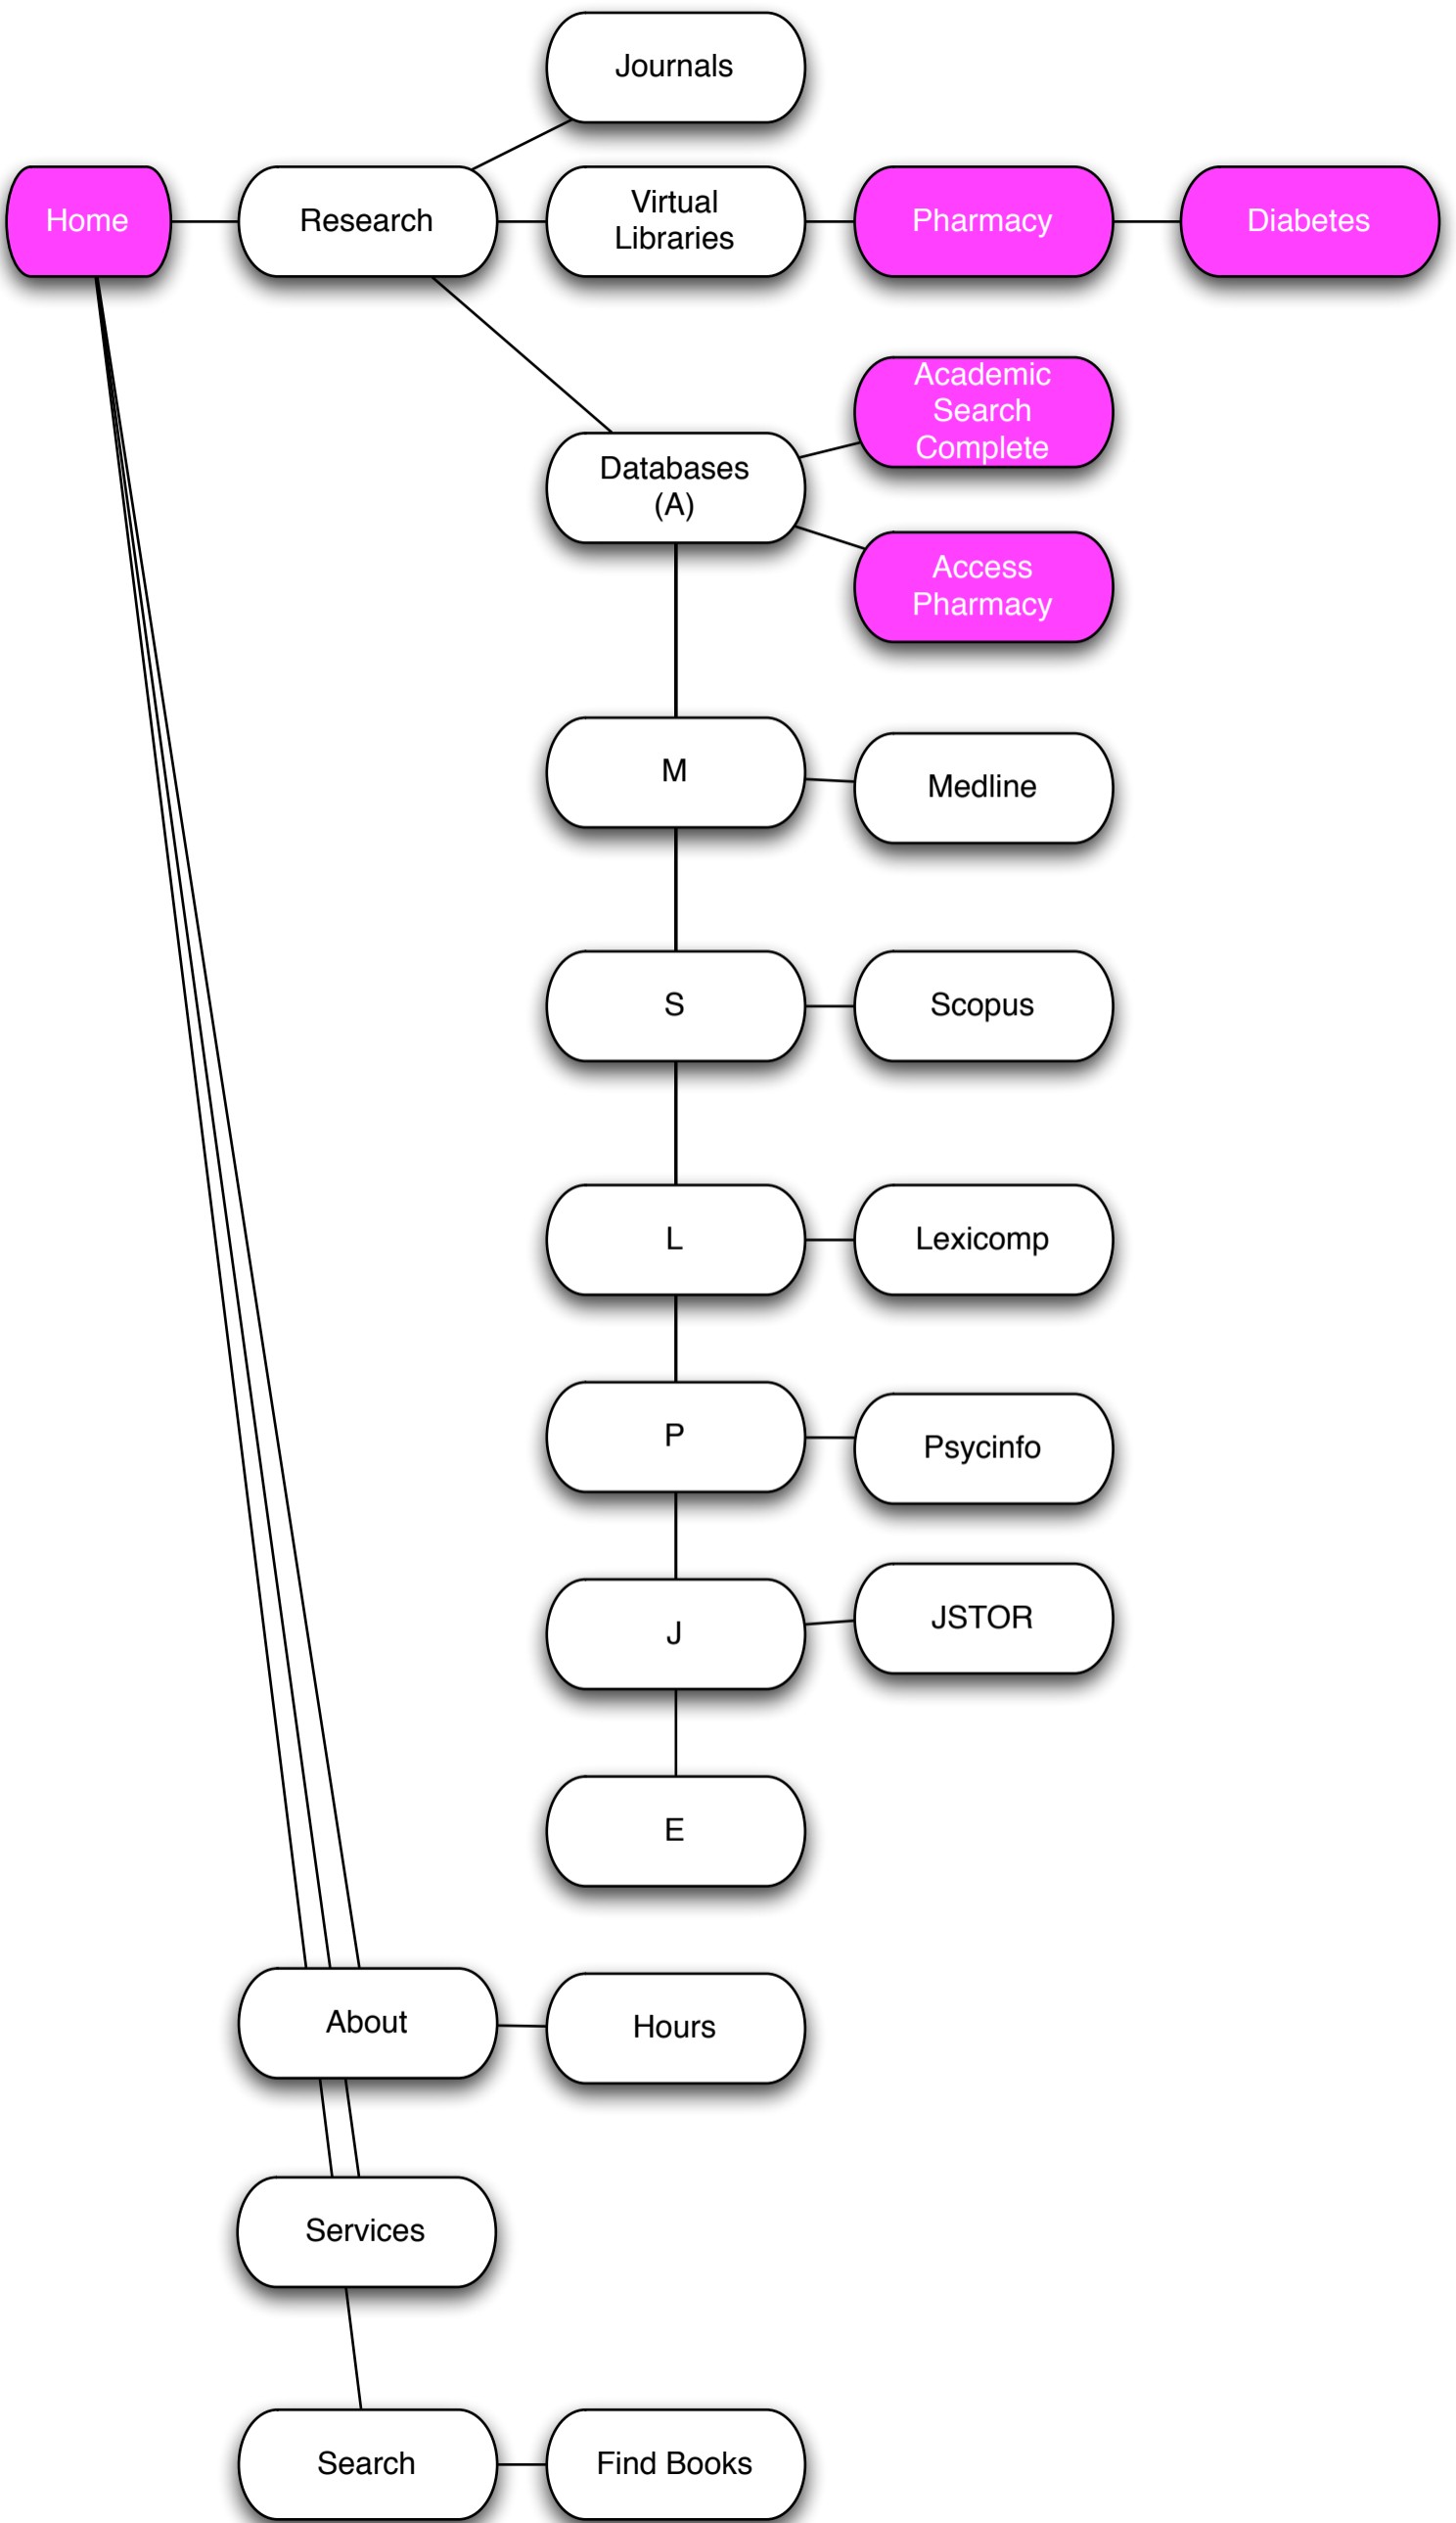 Journals
Home
Research
Virtual
Libraries
Pharmacy
Diabetes
Academic
Search
Complete
Databases
(A)
Access
Pharmacy
M
Medline
S
Scopus
L
Lexicomp
P
Psycinfo
J
JSTOR
E
About
Hours
Services
Search
Find Books